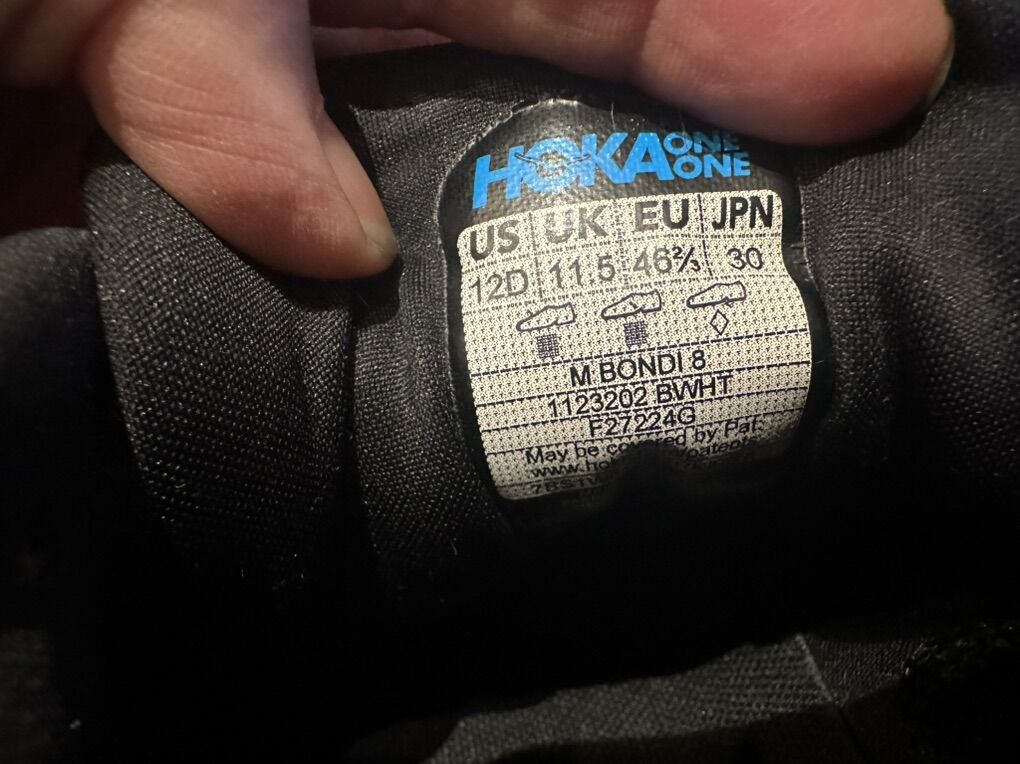 HOKA ONE ONE
US UK EU JPN
12D 11.5 46⅔ 30
M BONDI 8
1123202 BWHT
F27224G
May be by Pat.